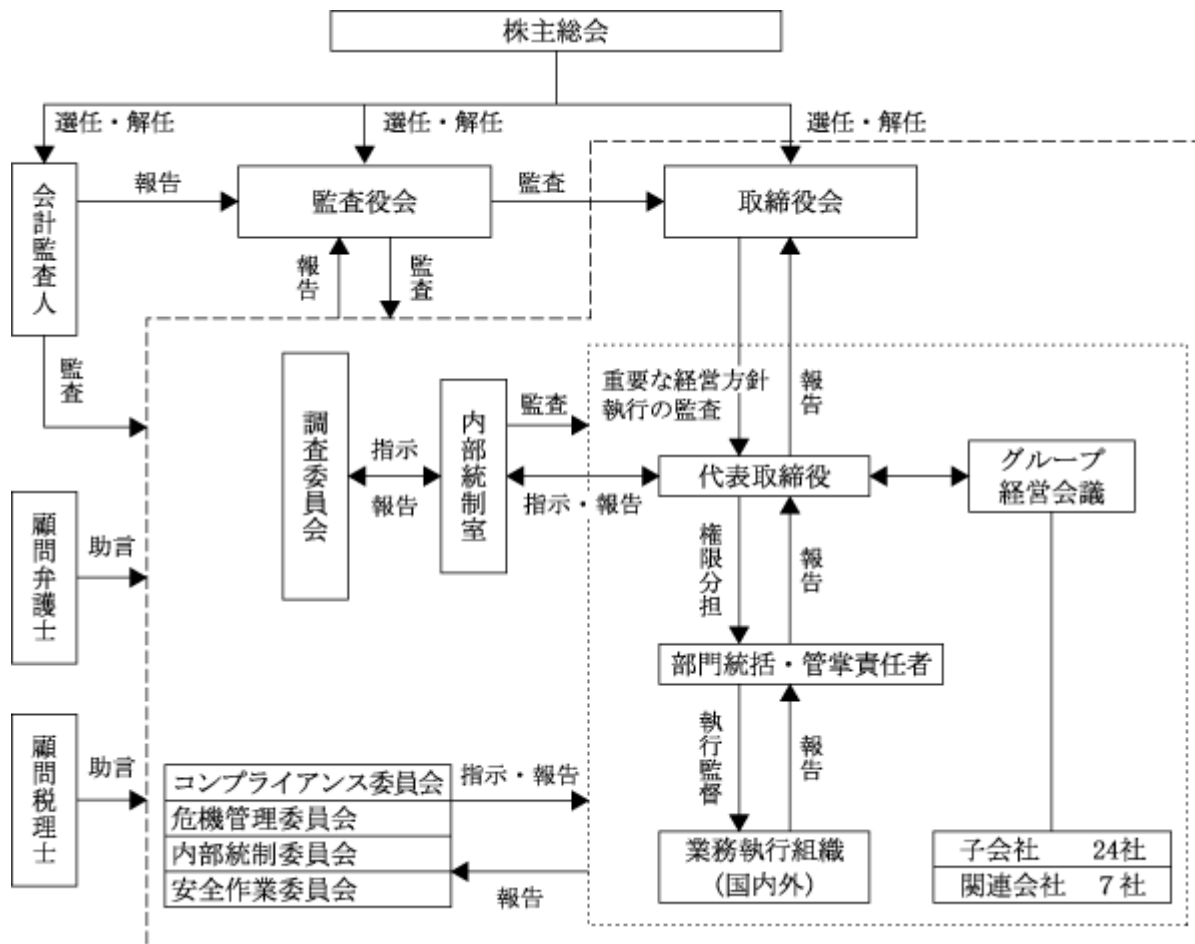 株主総会
選任・解任
選任・解任
選任・解任
会計監査人
報告
監査役会
監査
取締役会
報告
監査
監査
重要な経営方針
執行の監査
報告
調査委員会
指示
報告
内部統制室
監査
指示・報告
代表取締役
グループ
経営会議
顧問弁護士
助言
権限分担
報告
部門統括・管掌責任者
顧問税理士
助言
執行監督
報告
コンプライアンス委員会
危機管理委員会
内部統制委員会
安全作業委員会
指示・報告
報告
業務執行組織
(国内外)
子会社 24社
関連会社 7社